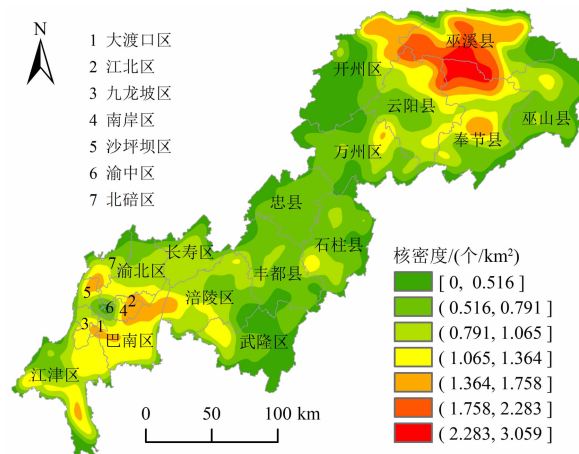 N
1 大渡口区
2 江北区
3 九龙坡区
4 南岸区
5 沙坪坝区
6 渝中区
7 北碚区
巫溪县
开州区
云阳县
巫山县
奉节县
万州区
忠县
石柱县
长寿区
7
渝北区
丰都县
5
2
涪陵区
6
4
3
1
巴南区
武隆区
江津区
0 50 100 km
核密度/(个/km²)
[ 0, 0.516 ]
( 0.516, 0.791 ]
( 0.791, 1.065 ]
( 1.065, 1.364 ]
( 1.364, 1.758 ]
( 1.758, 2.283 ]
( 2.283, 3.059 ]